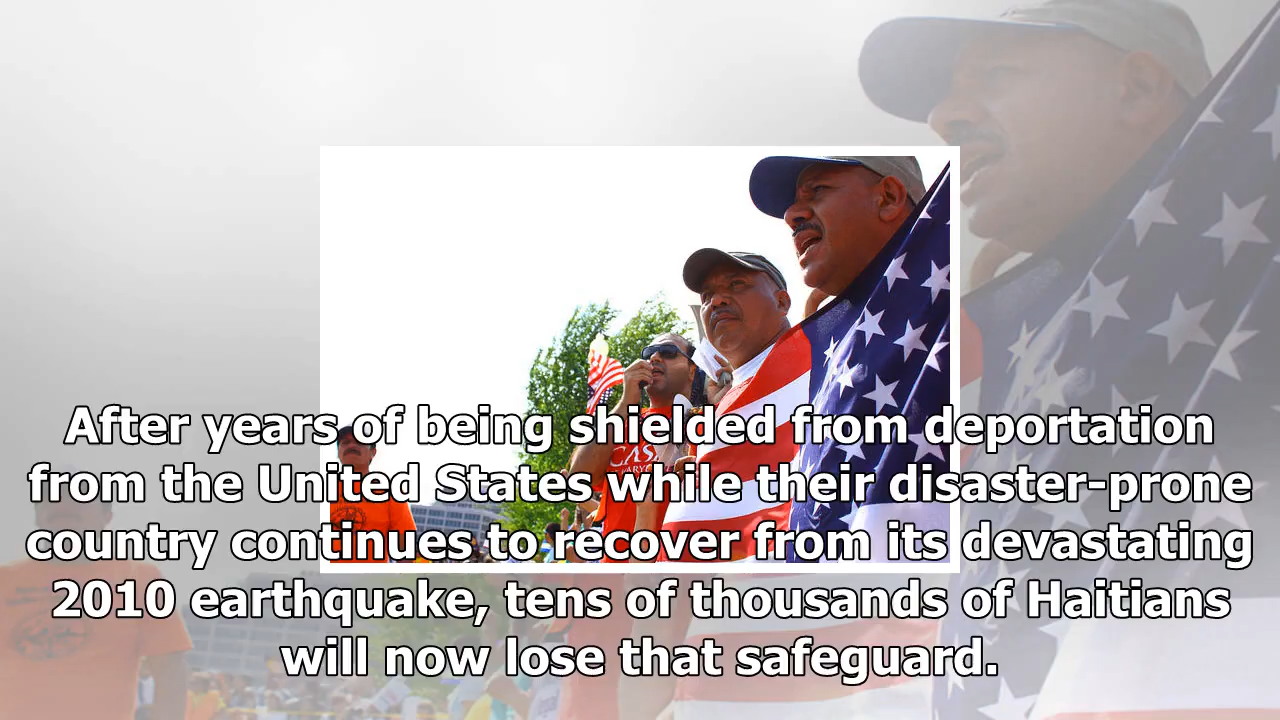 After years of being shielded from deportation
from the United States while their disaster-prone
country continues to recover from its devastating
2010 earthquake, tens of thousands of Haitians
will now lose that safeguard.